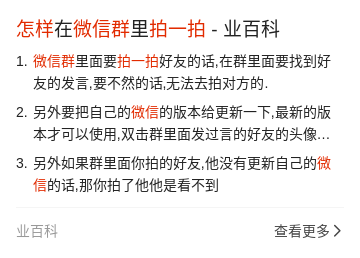 怎样在微信群里拍一拍 - 业百科
1. 微信群里面要拍一拍好友的话,在群里面要找到好
友的发言,要不然的话,无法去拍对方的.
2. 另外要把自己的微信的版本给更新一下,最新的版
本才可以使用,双击群里面发过言的好友的头像...
3. 另外如果群里面你拍的好友,他没有更新自己的微
信的话,那你拍了他他是看不到
业百科 查看更多